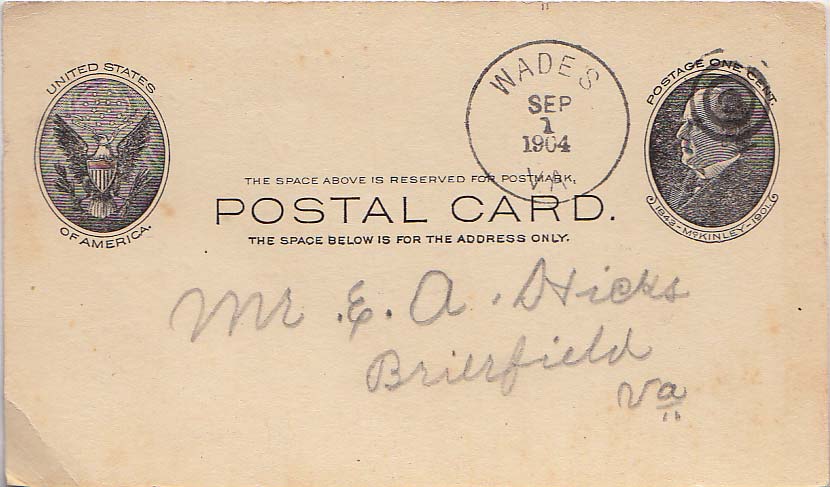 UNITED STATES
OF AMERICA.
WADES
SEP
1
1904
VA.
POSTAGE ONE CENT.
1843-McKINLEY-1901.
THE SPACE ABOVE IS RESERVED FOR POSTMARK.
POSTAL CARD.
THE SPACE BELOW IS FOR THE ADDRESS ONLY.
Mr. E. A. Hicks
Brierfield
Va